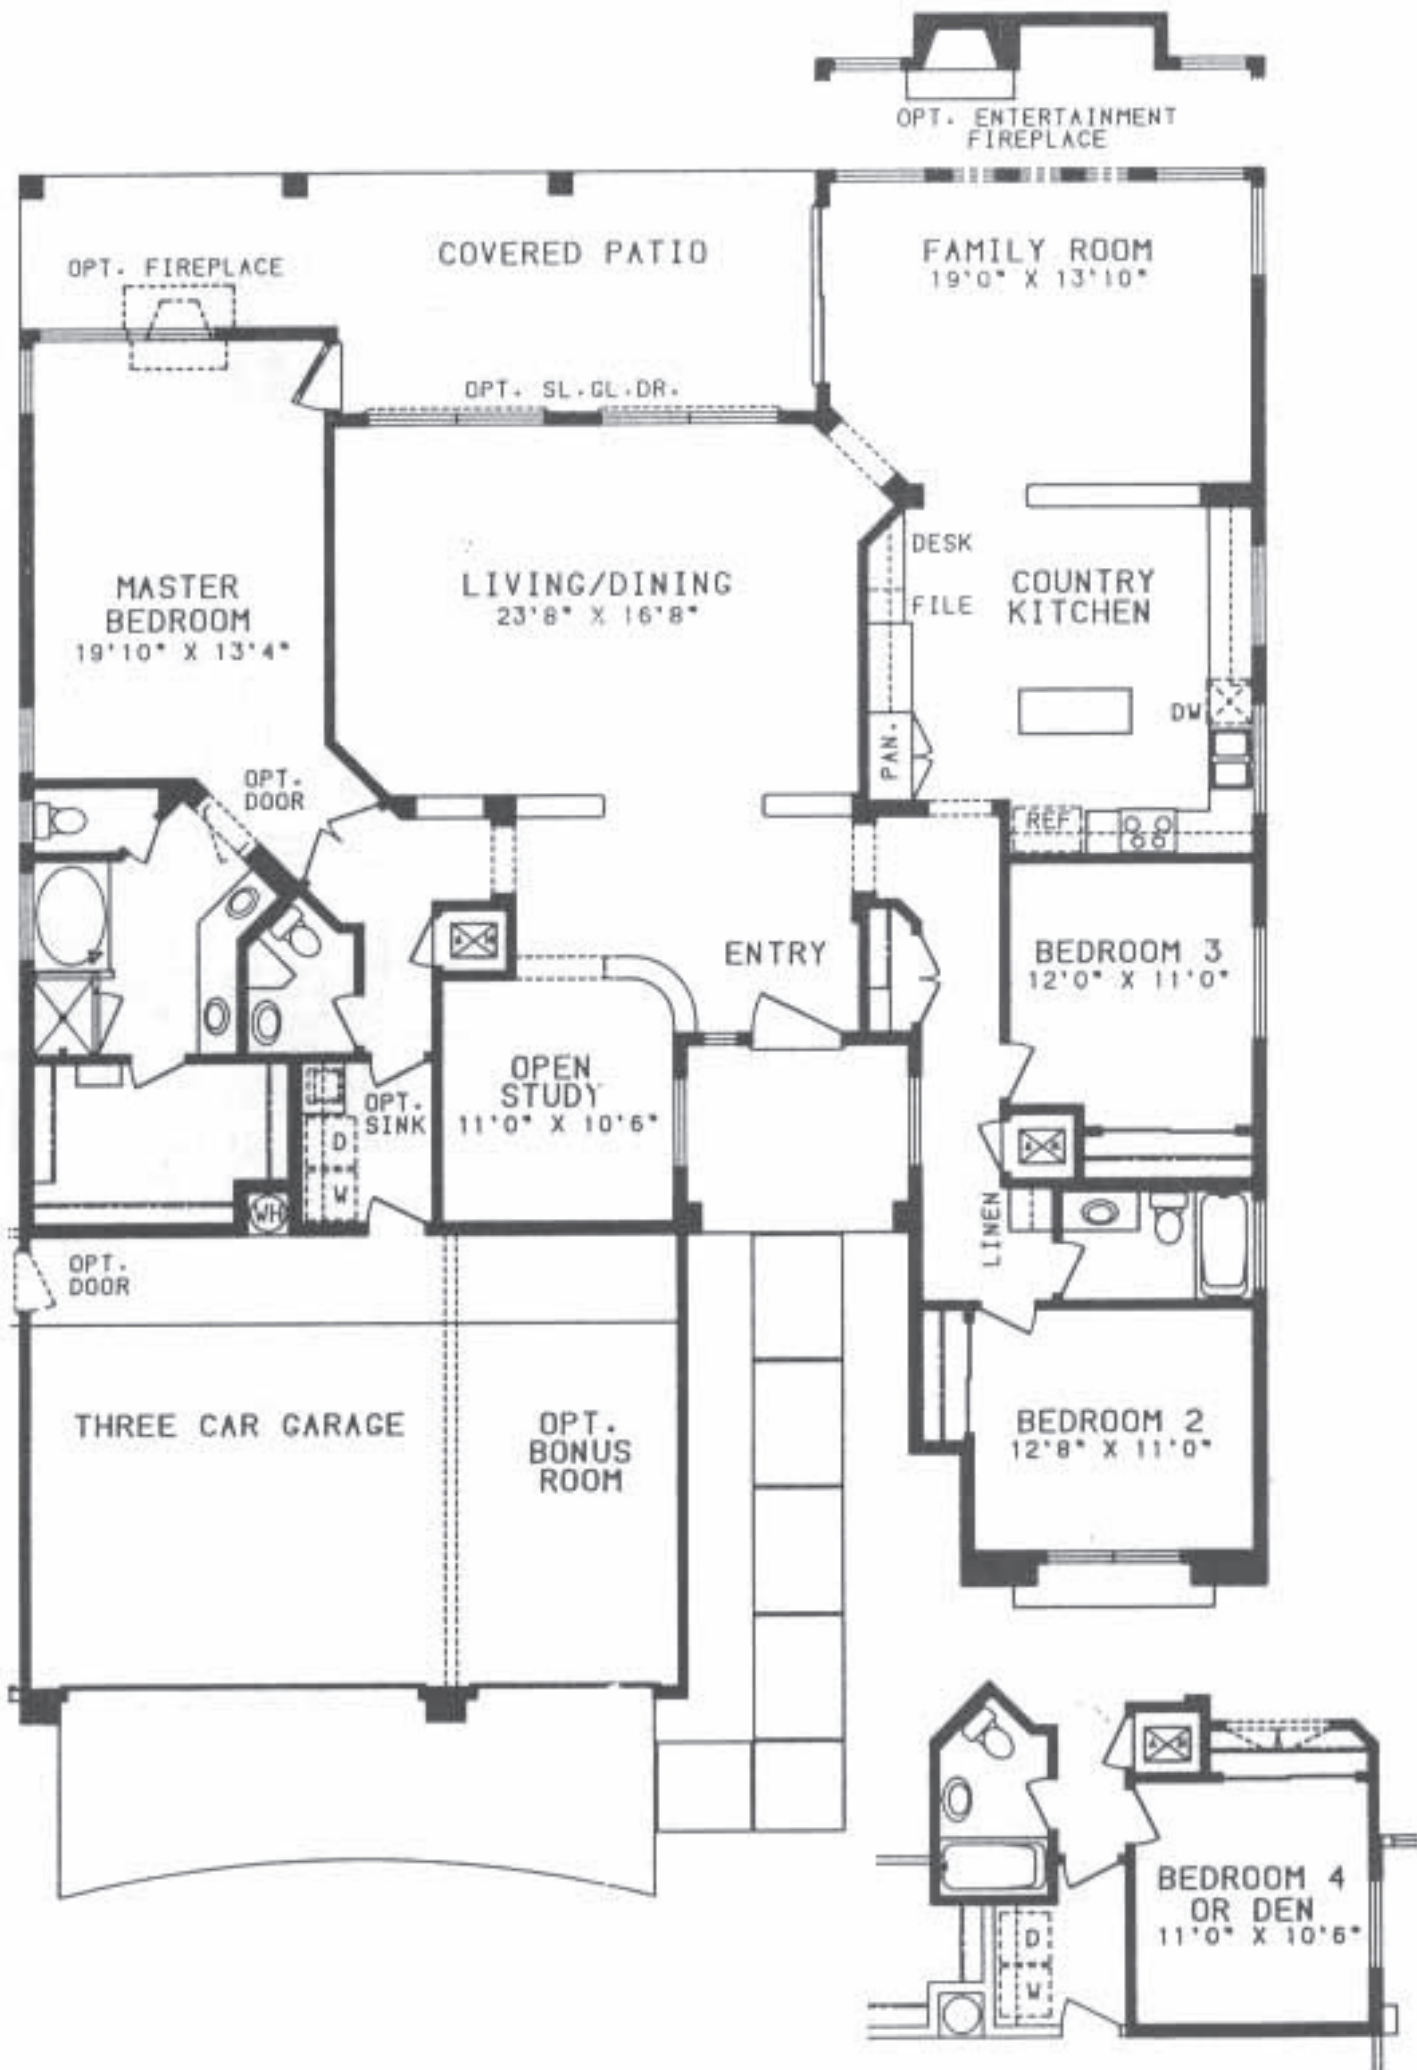 OPT. ENTERTAINMENT
FIREPLACE
OPT. FIREPLACE
COVERED PATIO
FAMILY ROOM
19'0" X 13'10"
OPT. SL.GL.DR.
MASTER
BEDROOM
19'10" X 13'4"
LIVING/DINING
23'8" X 16'8"
DESK
FILE
COUNTRY
KITCHEN
PAN.
DW
REF
OPT.
DOOR
ENTRY
BEDROOM 3
12'0" X 11'0"
OPEN
STUDY
11'0" X 10'6"
OPT.
SINK
D
W
WH
LINEN
OPT.
DOOR
THREE CAR GARAGE
OPT.
BONUS
ROOM
BEDROOM 2
12'8" X 11'0"
BEDROOM 4
OR DEN
11'0" X 10'6"
D
W